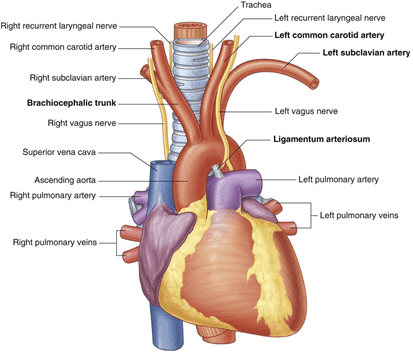 Trachea
Right recurrent laryngeal nerve
Left recurrent laryngeal nerve
Right common carotid artery
Left common carotid artery
Left subclavian artery
Right subclavian artery
Brachiocephalic trunk
Left vagus nerve
Right vagus nerve
Ligamentum arteriosum
Superior vena cava
Ascending aorta
Left pulmonary artery
Right pulmonary artery
Left pulmonary veins
Right pulmonary veins